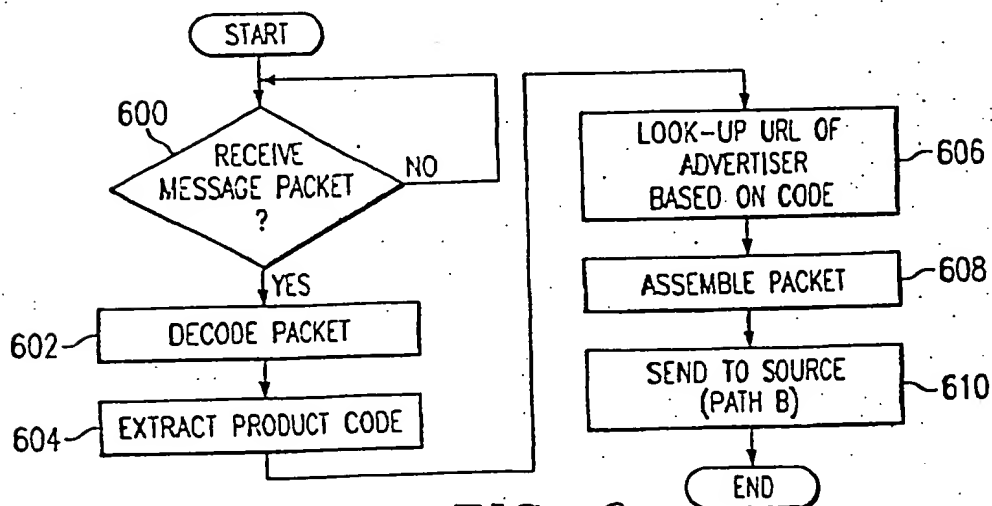 START
600
RECEIVE
MESSAGE PACKET
?
NO
YES
602
DECODE PACKET
604
EXTRACT PRODUCT CODE
LOOK-UP URL OF
ADVERTISER
BASED ON CODE
606
ASSEMBLE PACKET
608
SEND TO SOURCE
(PATH B)
610
END